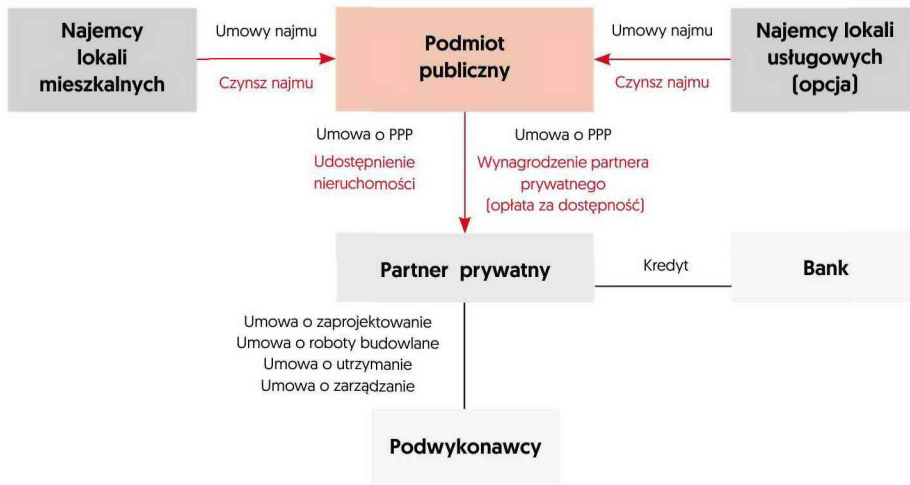 Najemcy
lokali
mieszkalnych
Umowy najmu
Czynsz najmu
Podmiot
publiczny
Umowy najmu
Czynsz najmu
Najemcy lokali
usługowych
(opcja)
Umowa o PPP
Udostępnienie
nieruchomości
Umowa o PPP
Wynagrodzenie partnera
prywatnego
(opłata za dostępność)
Partner prywatny
Kredyt
Bank
Umowa o zaprojektowanie
Umowa o roboty budowlane
Umowa o utrzymanie
Umowa o zarządzanie
Podwykonawcy